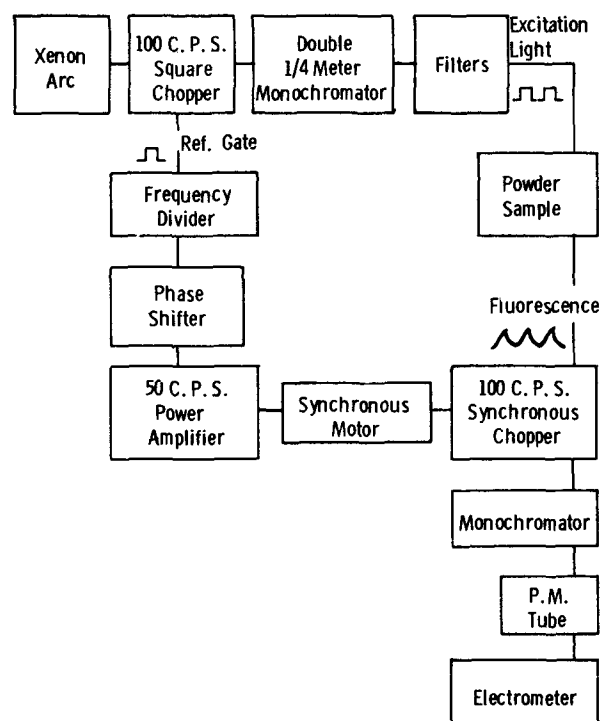 Xenon
Arc
100 C. P. S.
Square
Chopper
Double
1/4 Meter
Monochromator
Filters
Excitation
Light
Ref. Gate
Frequency
Divider
Powder
Sample
Phase
Shifter
Fluorescence
50 C. P. S.
Power
Amplifier
Synchronous
Motor
100 C. P. S.
Synchronous
Chopper
Monochromator
P. M.
Tube
Electrometer